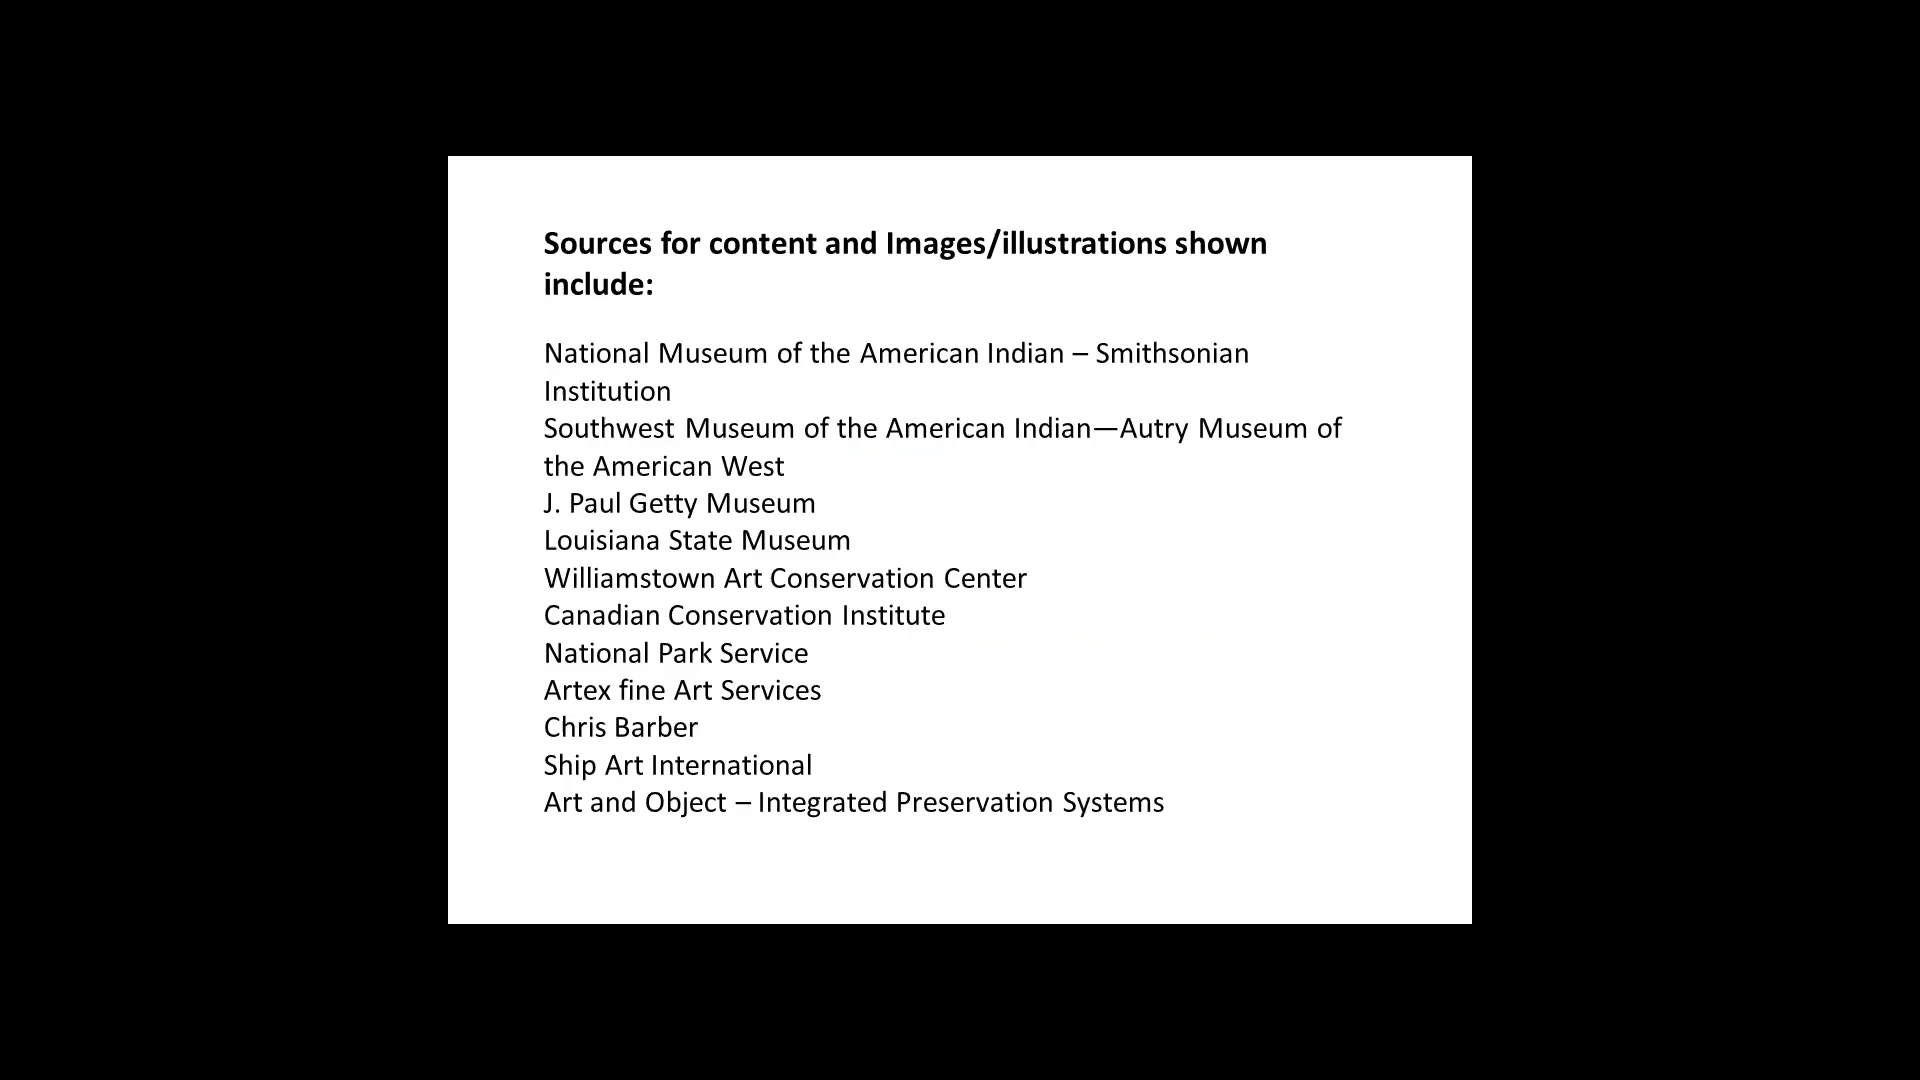 Sources for content and Images/illustrations shown
include:
National Museum of the American Indian – Smithsonian
Institution
Southwest Museum of the American Indian—Autry Museum of
the American West
J. Paul Getty Museum
Louisiana State Museum
Williamstown Art Conservation Center
Canadian Conservation Institute
National Park Service
Artex fine Art Services
Chris Barber
Ship Art International
Art and Object – Integrated Preservation Systems